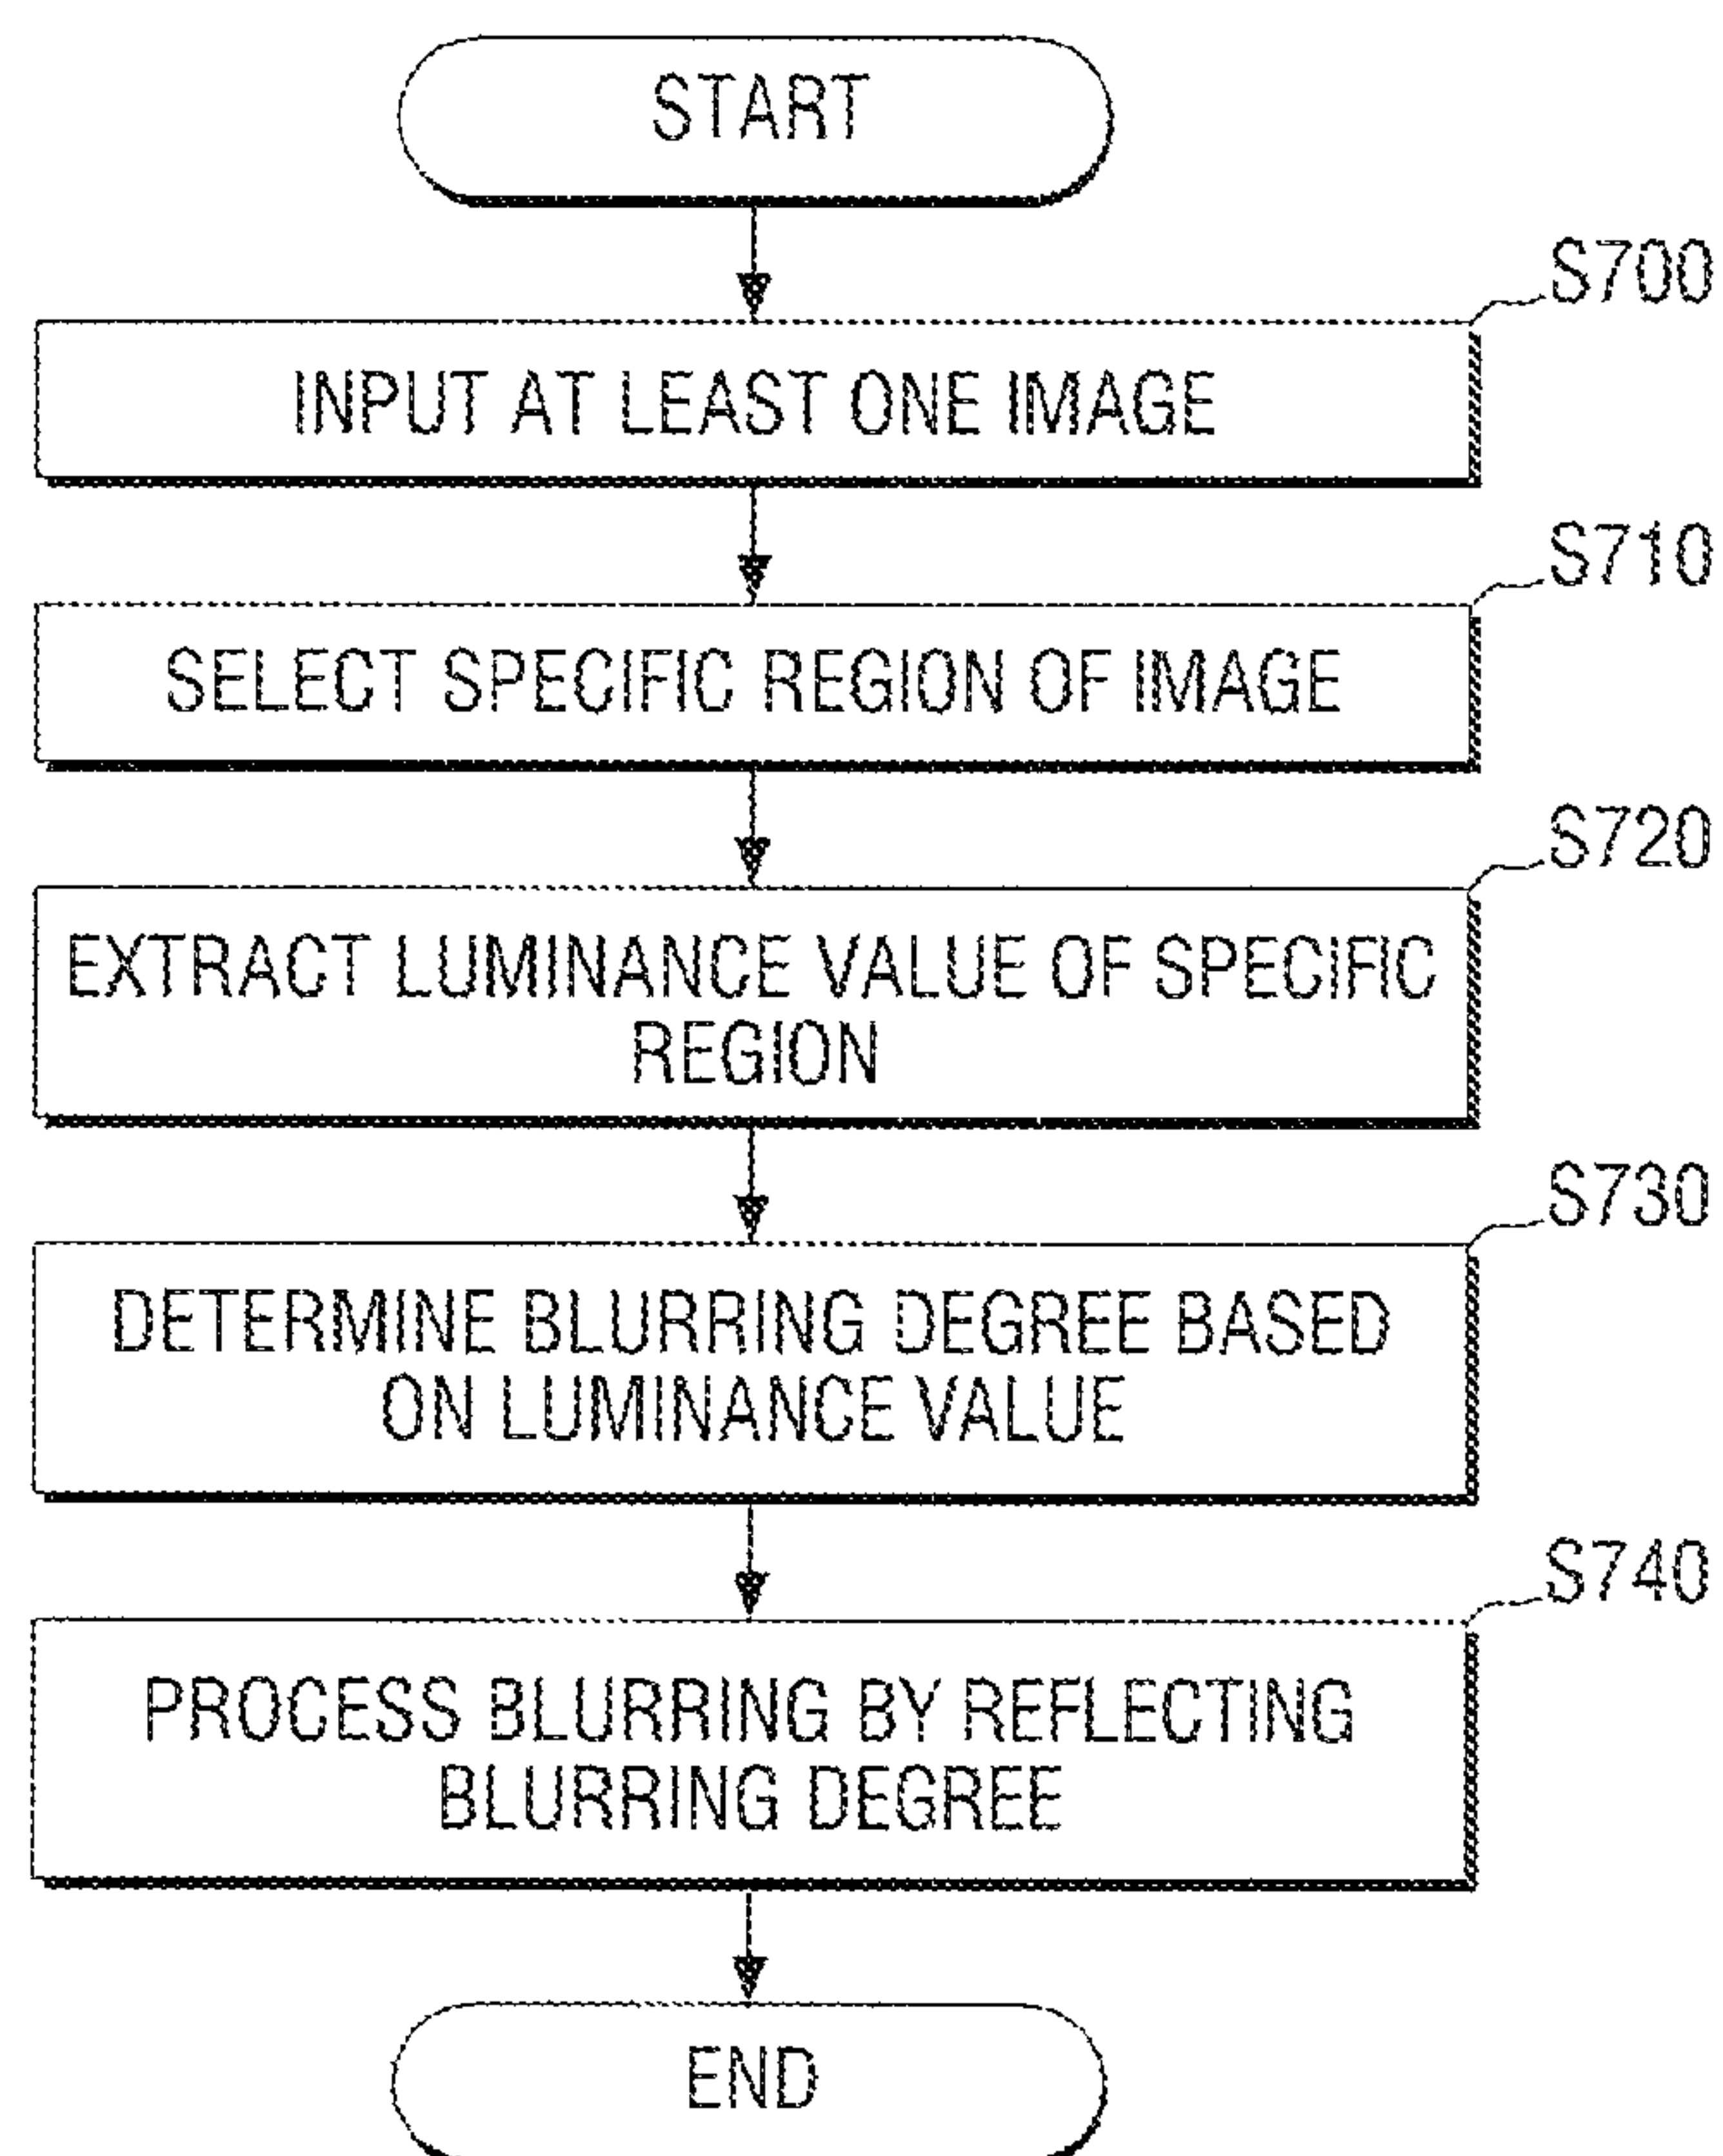 START
S700
INPUT AT LEAST ONE IMAGE
S710
SELECT SPECIFIC REGION OF IMAGE
S720
EXTRACT LUMINANCE VALUE OF SPECIFIC
REGION
S730
DETERMINE BLURRING DEGREE BASED
ON LUMINANCE VALUE
S740
PROCESS BLURRING BY REFLECTING
BLURRING DEGREE
END